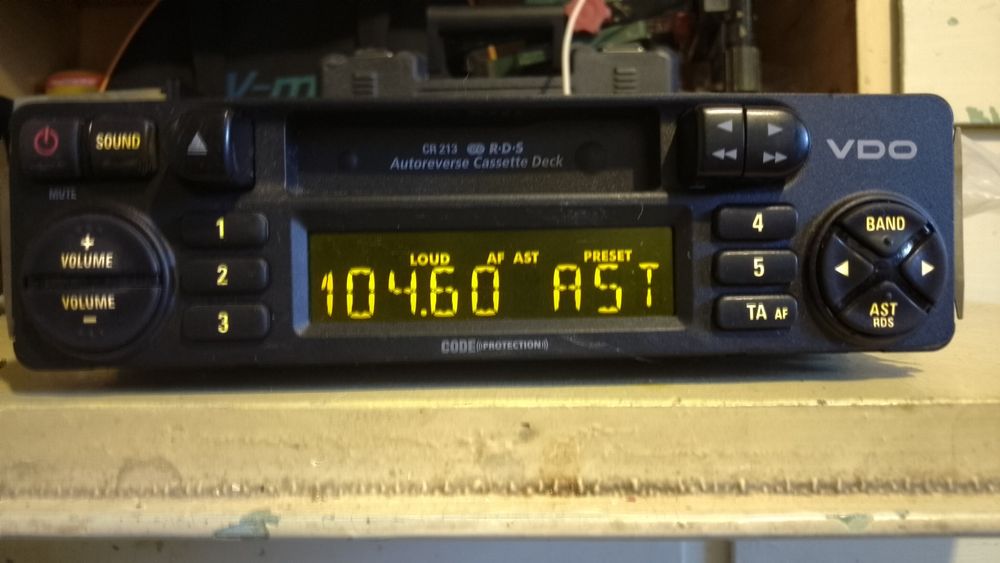 V-m
SOUND
MUTE
CR 213 R·D·S
Autoreverse Cassette Deck
VDO
+
VOLUME
VOLUME
−
1
2
3
LOUD AF AST PRESET
104.60 AST
CODE ((PROTECTION))
4
5
TA AF
BAND
AST
RDS